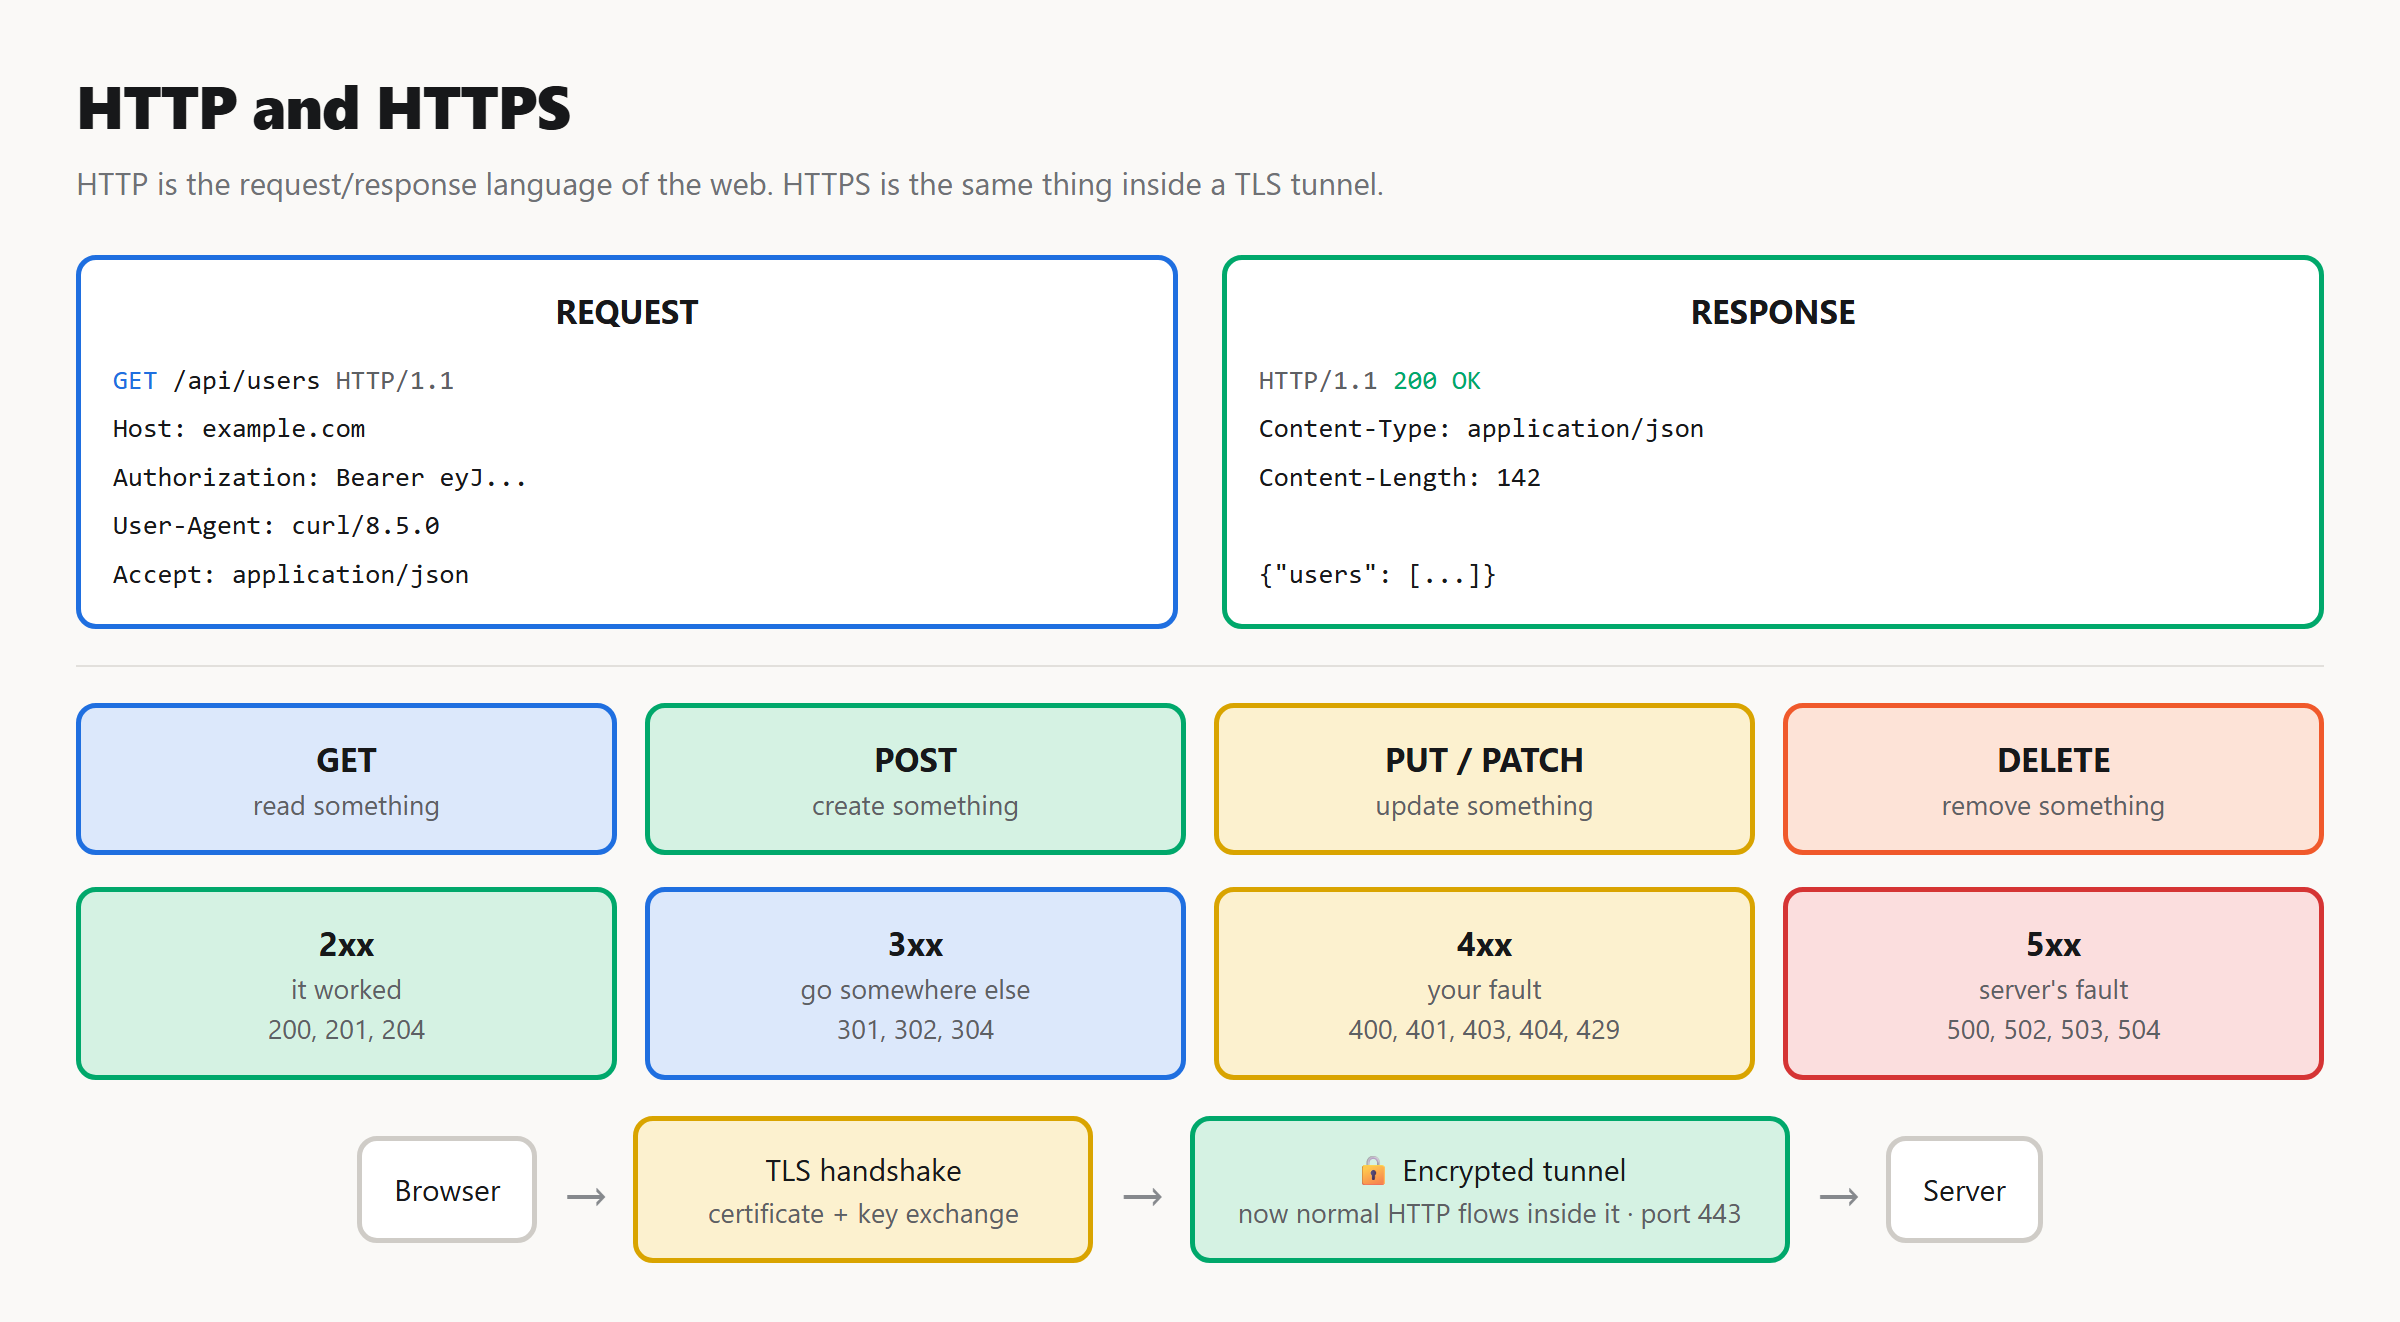 HTTP and HTTPS
HTTP is the request/response language of the web. HTTPS is the same thing inside a TLS tunnel.
REQUEST
GET /api/users HTTP/1.1
Host: example.com
Authorization: Bearer eyJ...
User-Agent: curl/8.5.0
Accept: application/json
RESPONSE
HTTP/1.1 200 OK
Content-Type: application/json
Content-Length: 142
{"users": [...]}
GET
read something
POST
create something
PUT / PATCH
update something
DELETE
remove something
2xx
it worked
200, 201, 204
3xx
go somewhere else
301, 302, 304
4xx
your fault
400, 401, 403, 404, 429
5xx
server's fault
500, 502, 503, 504
Browser
→
TLS handshake
certificate + key exchange
→
🔒 Encrypted tunnel
now normal HTTP flows inside it · port 443
→
Server